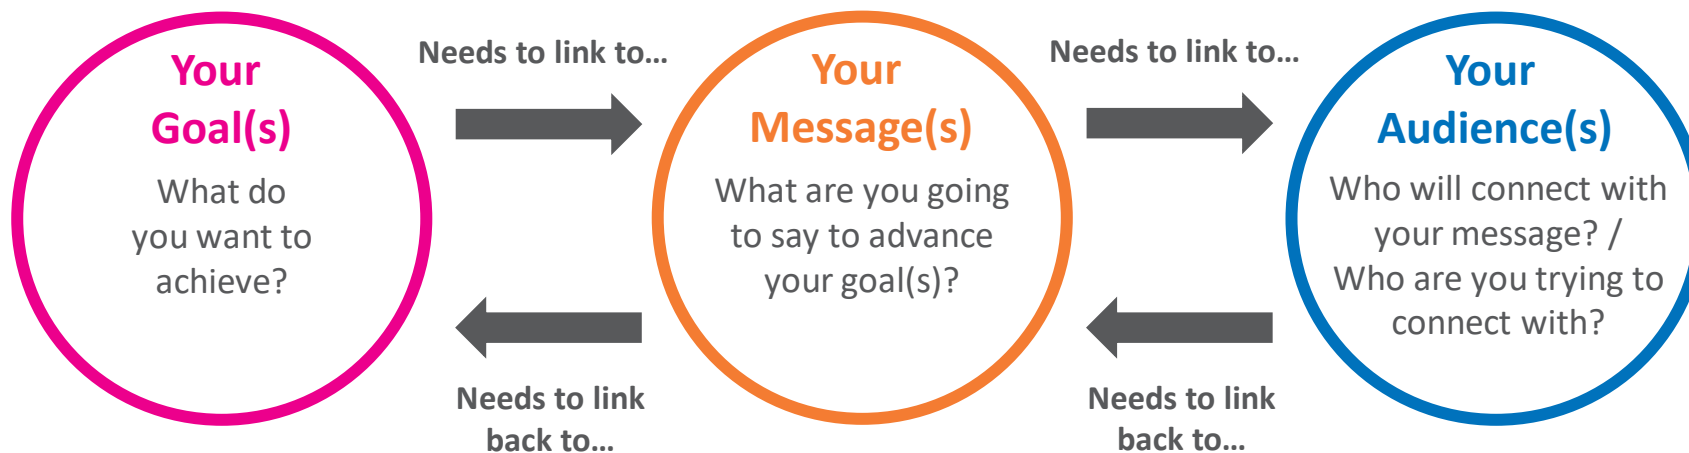 Your
Goal(s)
What do
you want to
achieve?
Needs to link to…
Needs to link
back to…
Your
Message(s)
What are you going
to say to advance
your goal(s)?
Needs to link to…
Needs to link
back to…
Your
Audience(s)
Who will connect with
your message? /
Who are you trying to
connect with?